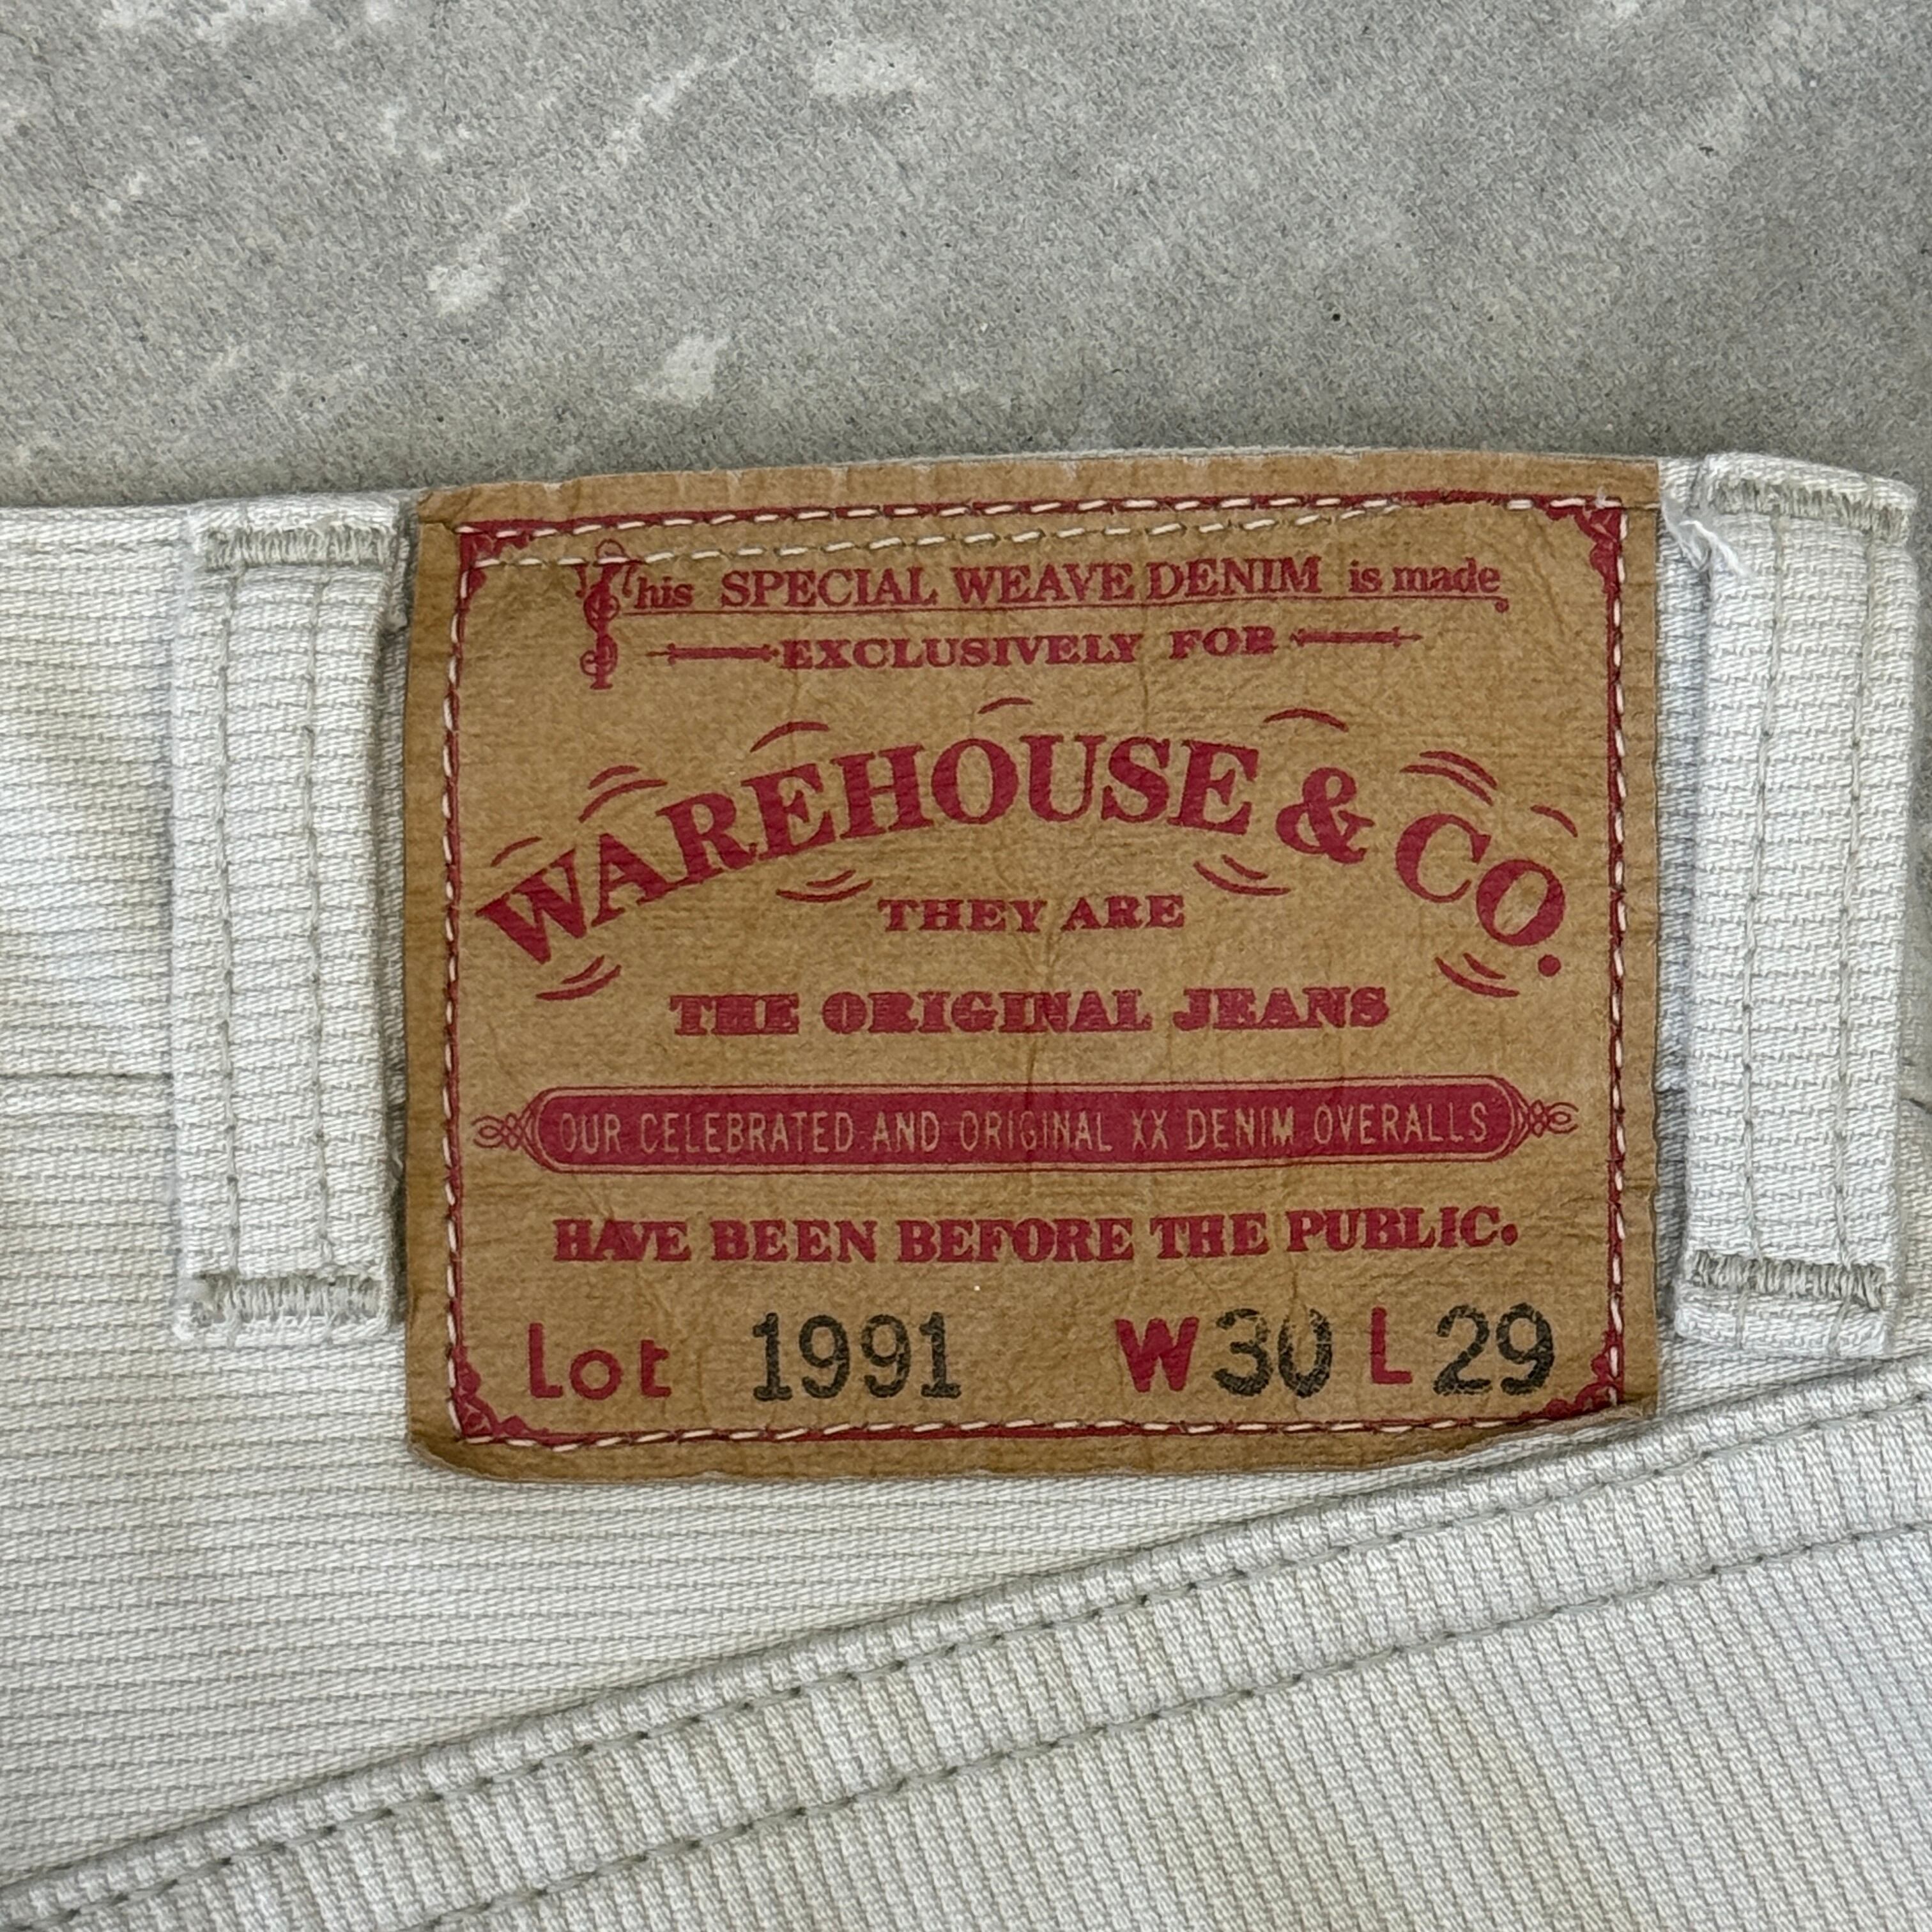 This SPECIAL WEAVE DENIM is made
EXCLUSIVELY FOR
WAREHOUSE & CO.
THEY ARE
THE ORIGINAL JEANS
OUR CELEBRATED AND ORIGINAL XX DENIM OVERALLS
HAVE BEEN BEFORE THE PUBLIC.
Lot 1991 W30 L29